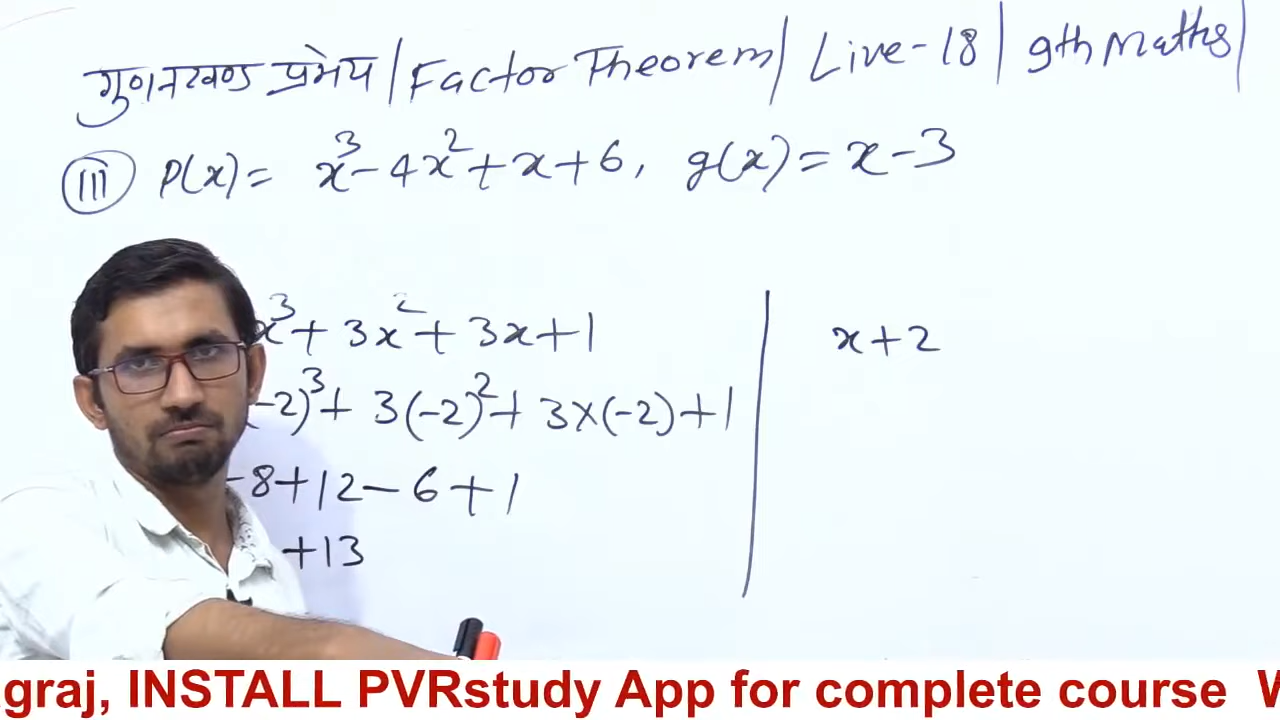 गुणनखण्ड प्रमेय | Factor Theorem | Live-18 | 9th Maths |
(III) P(x) = x³ - 4x² + x + 6, g(x) = x - 3
x³ + 3x² + 3x + 1
x + 2
-2)³ + 3(-2)² + 3×(-2) + 1
-8 + 12 - 6 + 1
+13
graj, INSTALL PVRstudy App for complete course W